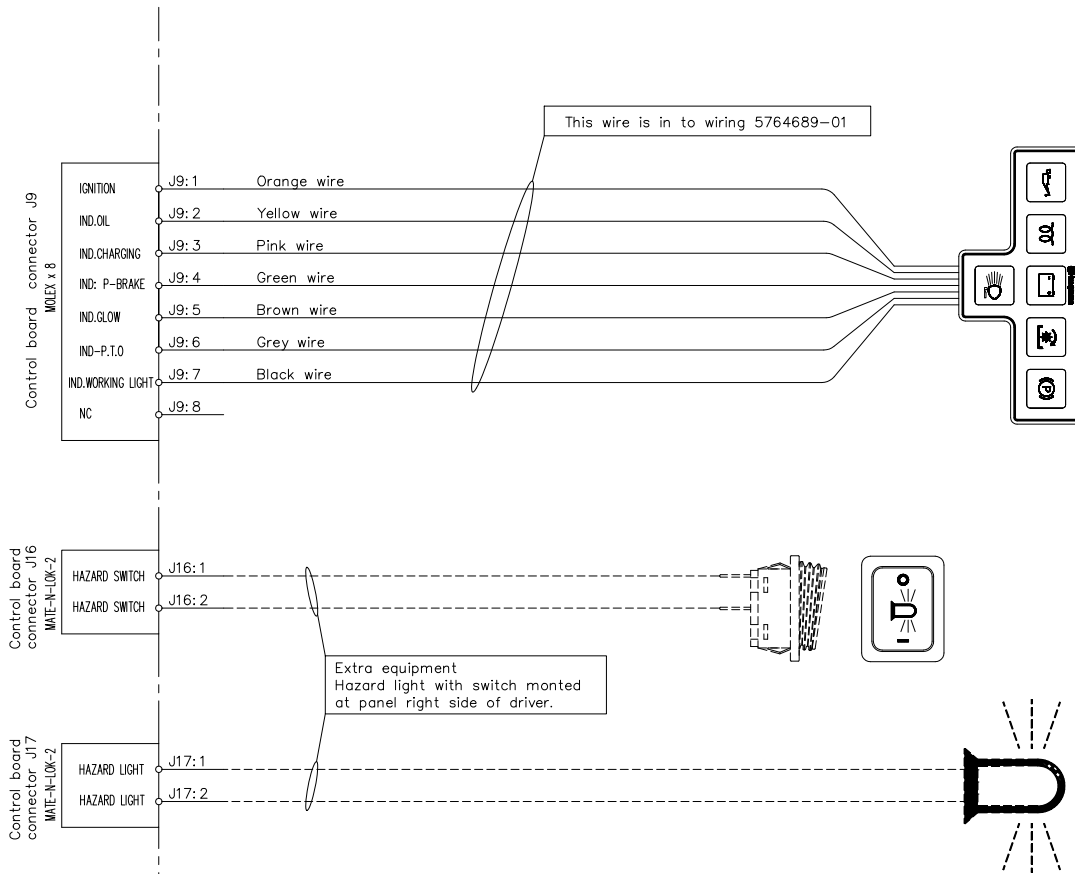 This wire is in to wiring 5764689-01
Control board connector J9
MOLEX x 8
IGNITION J9:1 Orange wire
IND.OIL J9:2 Yellow wire
IND.CHARGING J9:3 Pink wire
IND: P-BRAKE J9:4 Green wire
IND.GLOW J9:5 Brown wire
IND-P.T.O J9:6 Grey wire
IND.WORKING LIGHT J9:7 Black wire
NC J9:8
P
Control board
connector J16
MATE-N-LOK-2
HAZARD SWITCH J16:1
HAZARD SWITCH J16:2
Extra equipment
Hazard light with switch monted
at panel right side of driver.
Control board
connector J17
MATE-N-LOK-2
HAZARD LIGHT J17:1
HAZARD LIGHT J17:2